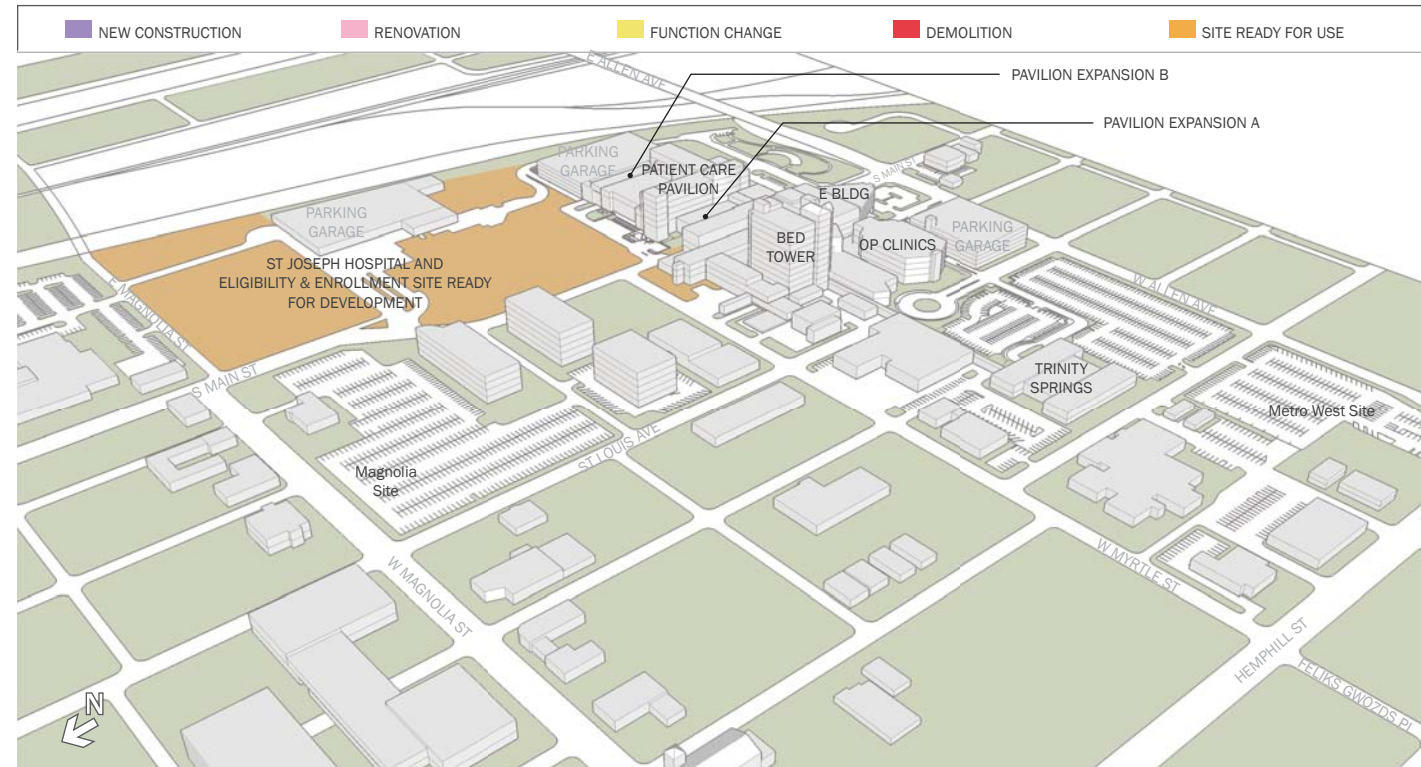 NEW CONSTRUCTION
RENOVATION
FUNCTION CHANGE
DEMOLITION
SITE READY FOR USE
E ALLEN AVE
PAVILION EXPANSION B
PAVILION EXPANSION A
PARKING
GARAGE
PATIENT CARE
PAVILION
S MAIN ST
E BLDG
PARKING
GARAGE
PARKING
GARAGE
BED
TOWER
OP CLINICS
ST JOSEPH HOSPITAL AND
ELIGIBILITY & ENROLLMENT SITE READY
FOR DEVELOPMENT
E MAGNOLIA ST
W ALLEN AVE
S MAIN ST
TRINITY
SPRINGS
Metro West Site
ST LOUIS AVE
Magnolia
Site
W MAGNOLIA ST
W MYRTLE ST
HEMPHILL ST
FELIKS GWOZDS PL
N